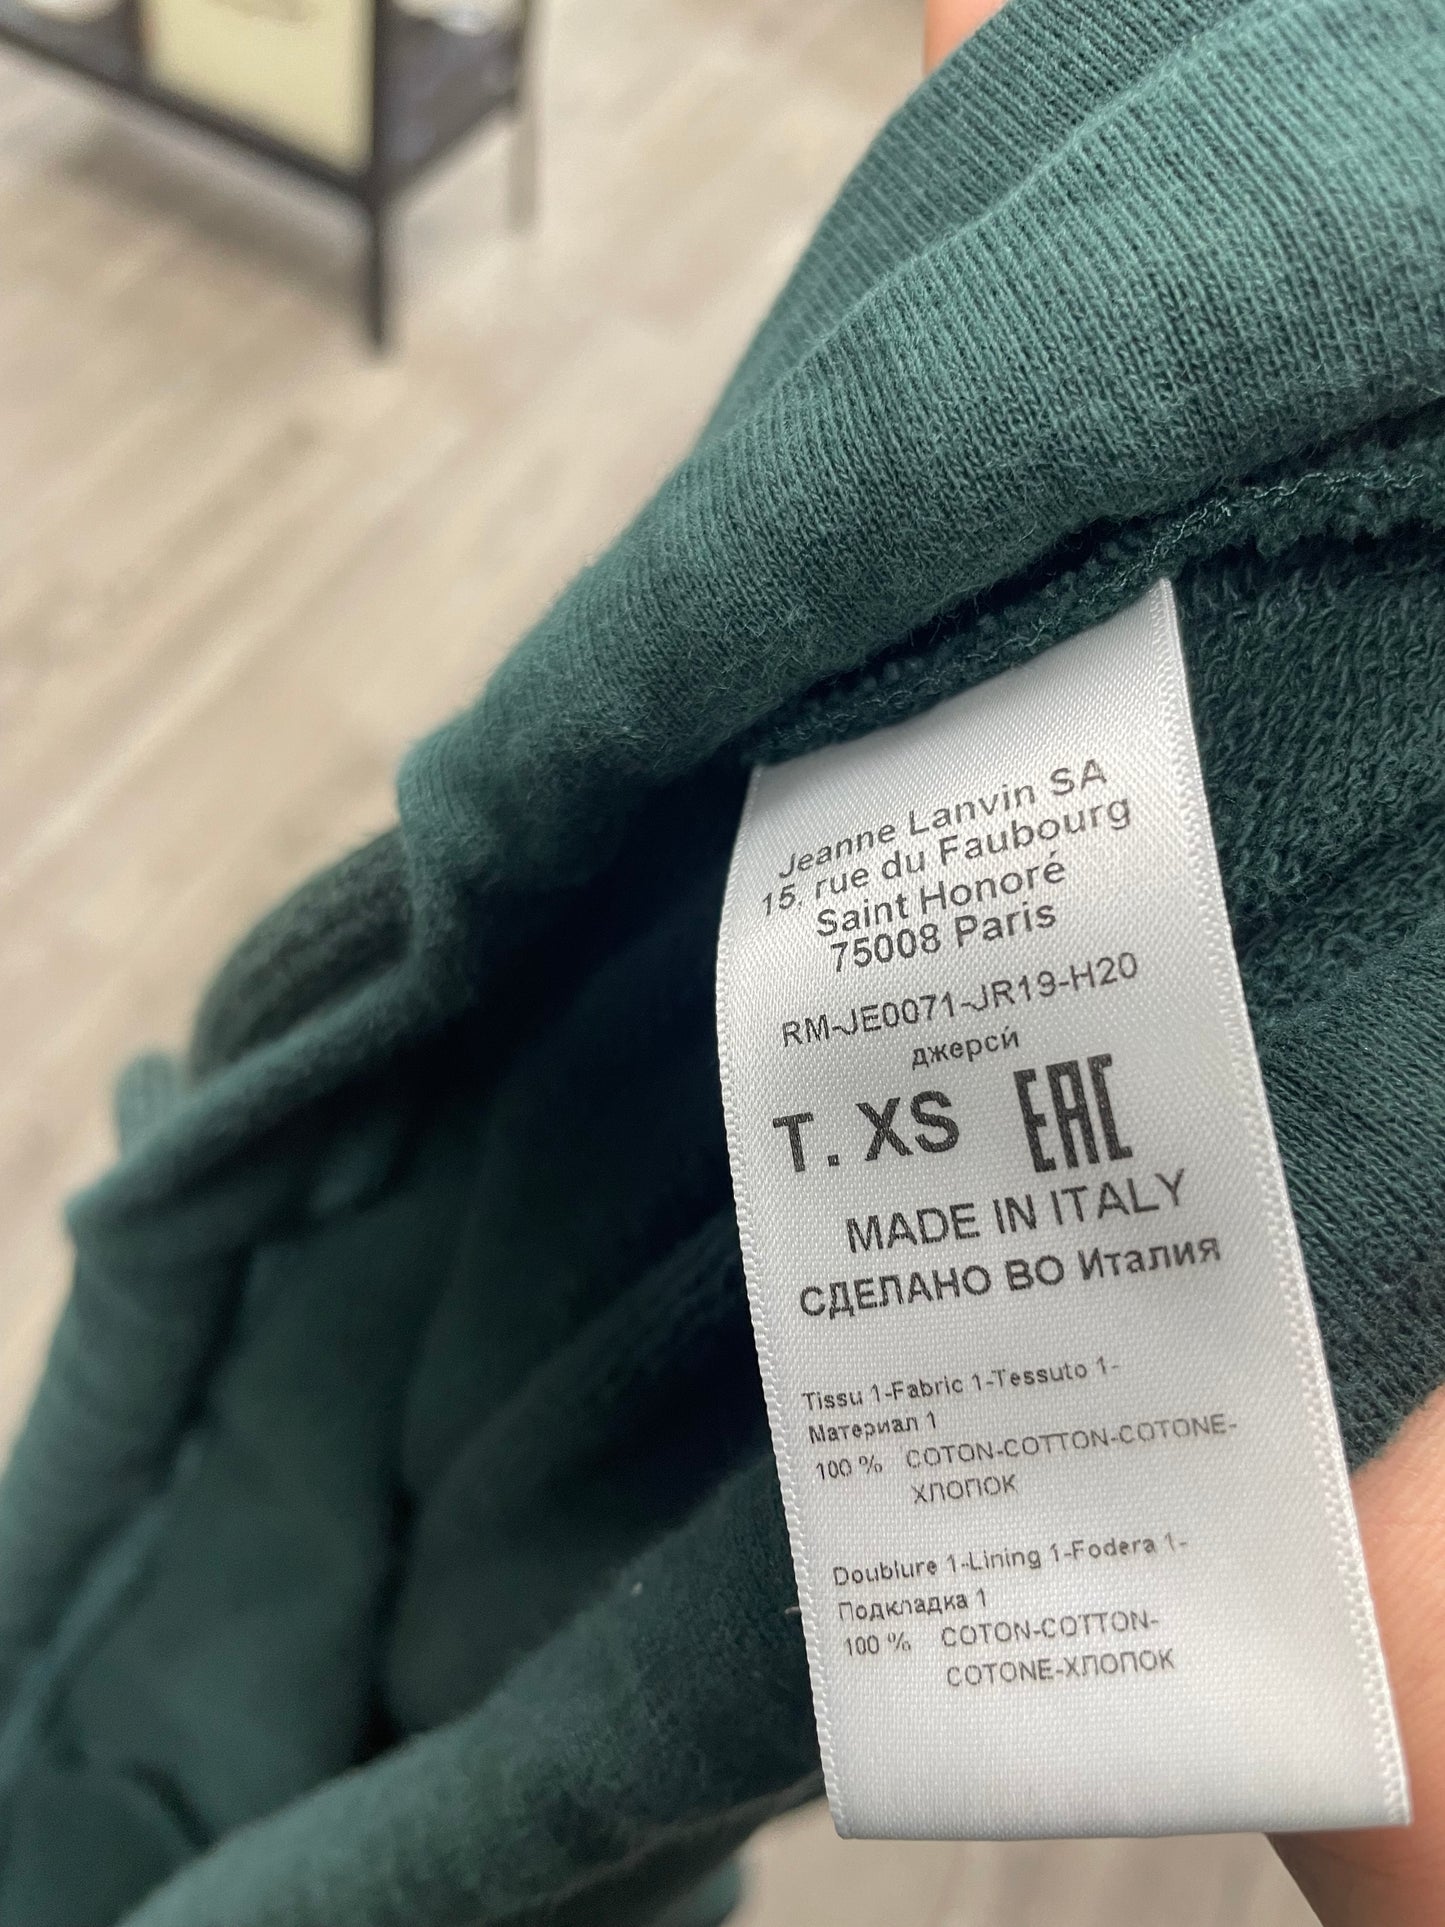 Jeanne Lanvin SA
15, rue du Faubourg
Saint Honoré
75008 Paris
RM-JE0071-JR19-H20
джерси́
T. XS EAC
MADE IN ITALY
СДЕЛАНО ВО Италия
Tissu 1-Fabric 1-Tessuto 1-
Материал 1
100 % COTON-COTTON-COTONE-
ХЛОПОК
Doublure 1-Lining 1-Fodera 1-
Подкладка 1
100 % COTON-COTTON-
COTONE-ХЛОПОК